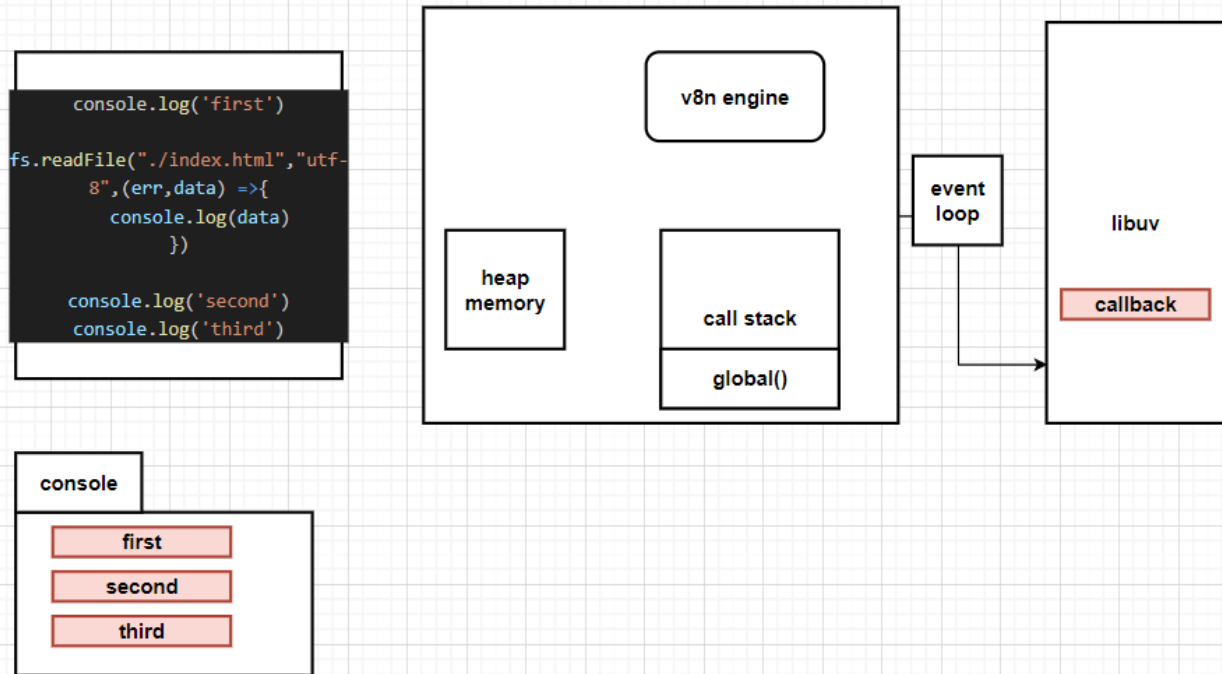 console.log('first')
fs.readFile("./index.html","utf-
8",(err,data) =>{
console.log(data)
})
console.log('second')
console.log('third')
v8n engine
heap
memory
call stack
global()
event
loop
libuv
callback
console
first
second
third